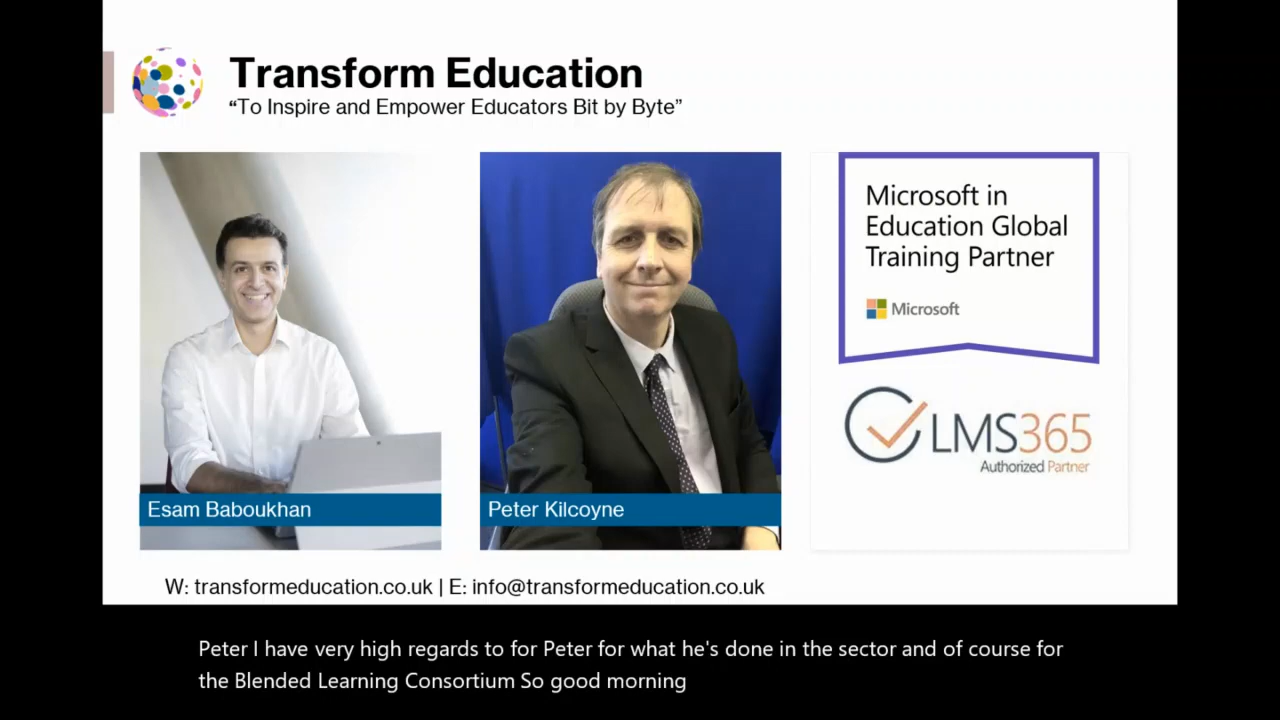 Transform Education
“To Inspire and Empower Educators Bit by Byte”
Microsoft in
Education Global
Training Partner
Microsoft
LMS365
Authorized Partner
Esam Baboukhan
Peter Kilcoyne
W: transformeducation.co.uk | E: info@transformeducation.co.uk
Peter I have very high regards to for Peter for what he's done in the sector and of course for
the Blended Learning Consortium So good morning